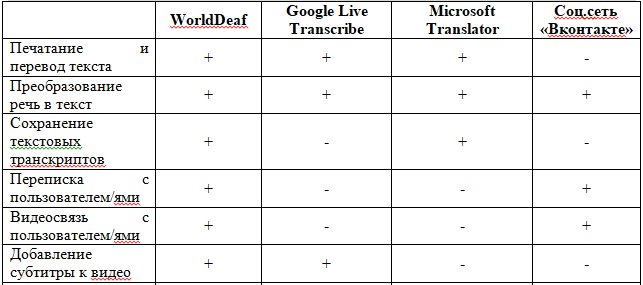 WorldDeaf Google Live Transcribe Microsoft Translator Соц.сеть «Вконтакте»
Печатание и
перевод текста + + + -
Преобразование
речь в текст + + + +
Сохранение
текстовых
транскриптов + - + -
Переписка с
пользователем/ями + - - +
Видеосвязь с
пользователем/ями + - - +
Добавление
субтитры к видео + + - -